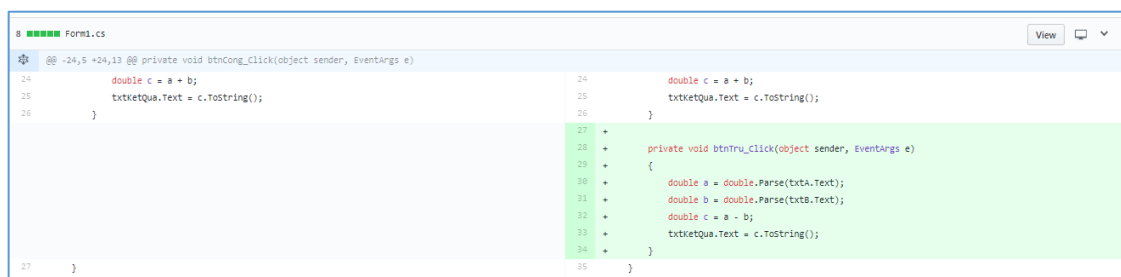 8 Form1.cs View
@@ -24,5 +24,13 @@ private void btnCong_Click(object sender, EventArgs e)
24 double c = a + b;
25 txtKetQua.Text = c.ToString();
26 }
27 }
24 double c = a + b;
25 txtKetQua.Text = c.ToString();
26 }
27 +
28 + private void btnTru_Click(object sender, EventArgs e)
29 + {
30 + double a = double.Parse(txtA.Text);
31 + double b = double.Parse(txtB.Text);
32 + double c = a - b;
33 + txtKetQua.Text = c.ToString();
34 + }
35 }